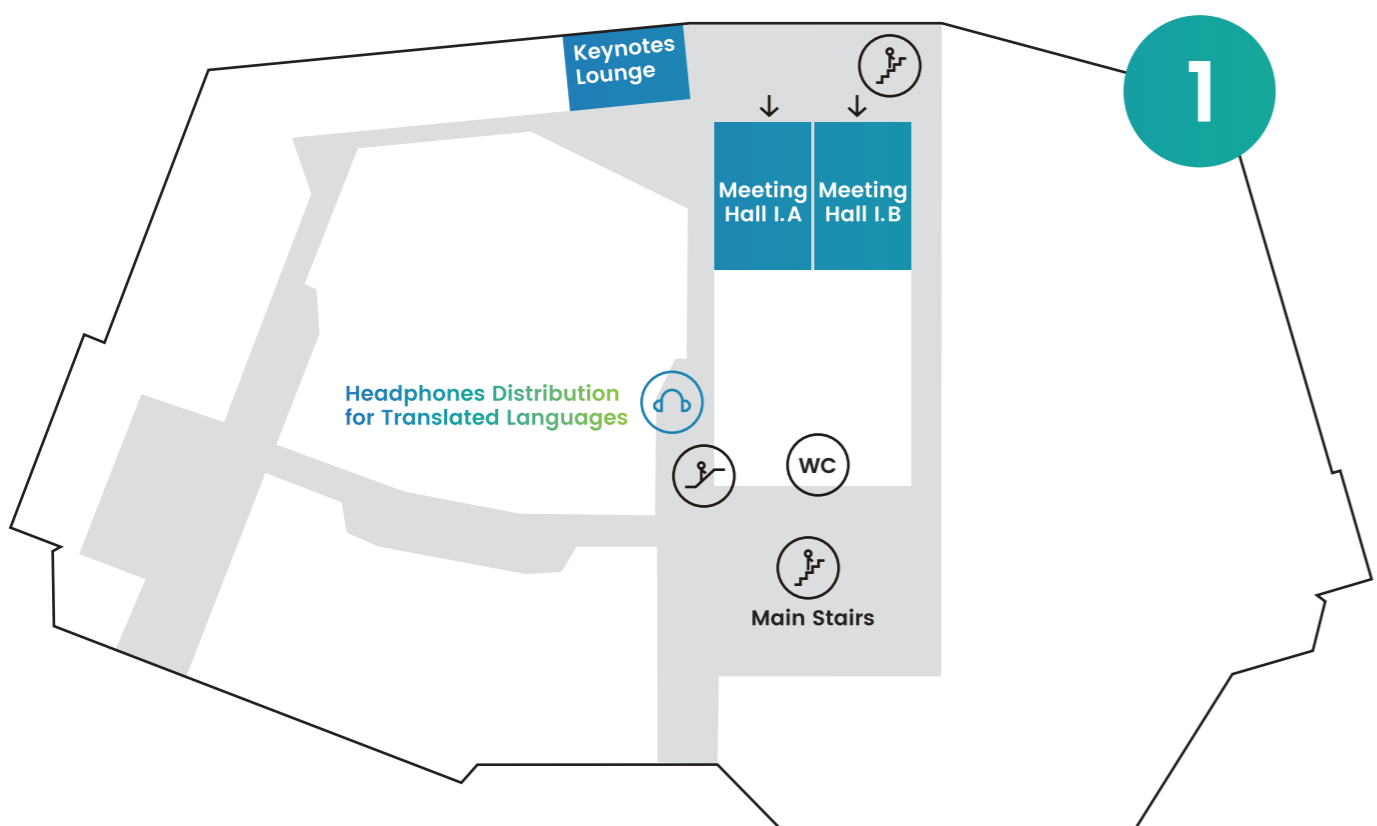 Keynotes
Lounge
1
Meeting
Hall I.A
Meeting
Hall I.B
Headphones Distribution
for Translated Languages
WC
Main Stairs